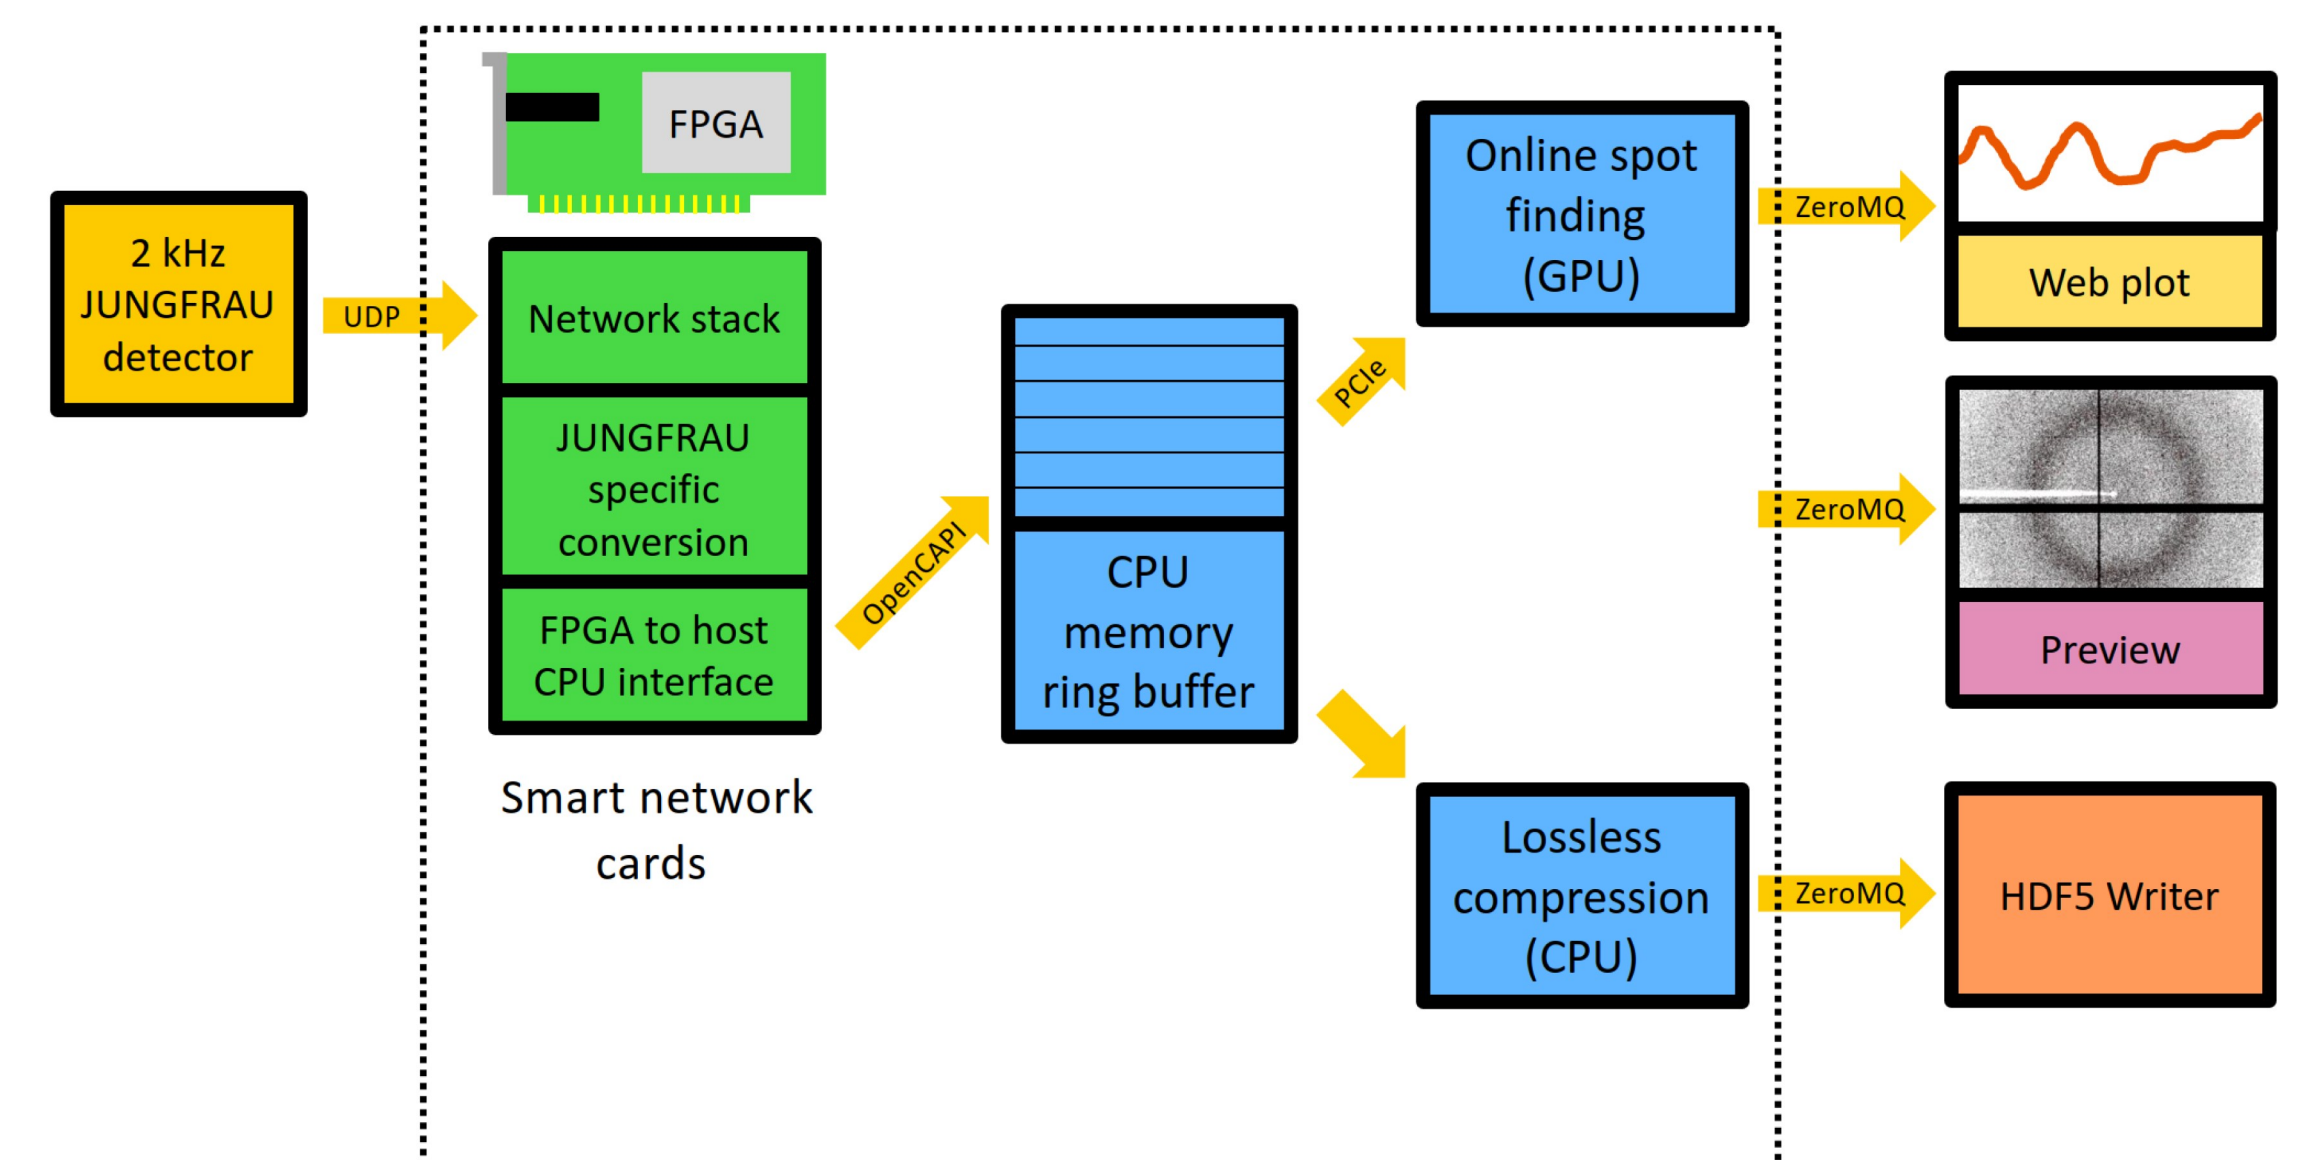 2 kHz
JUNGFRAU
detector
UDP
FPGA
Network stack
JUNGFRAU
specific
conversion
FPGA to host
CPU interface
Smart network
cards
OpenCAPI
CPU
memory
ring buffer
PCIe
Online spot
finding
(GPU)
Lossless
compression
(CPU)
ZeroMQ
Web plot
ZeroMQ
Preview
ZeroMQ
HDF5 Writer